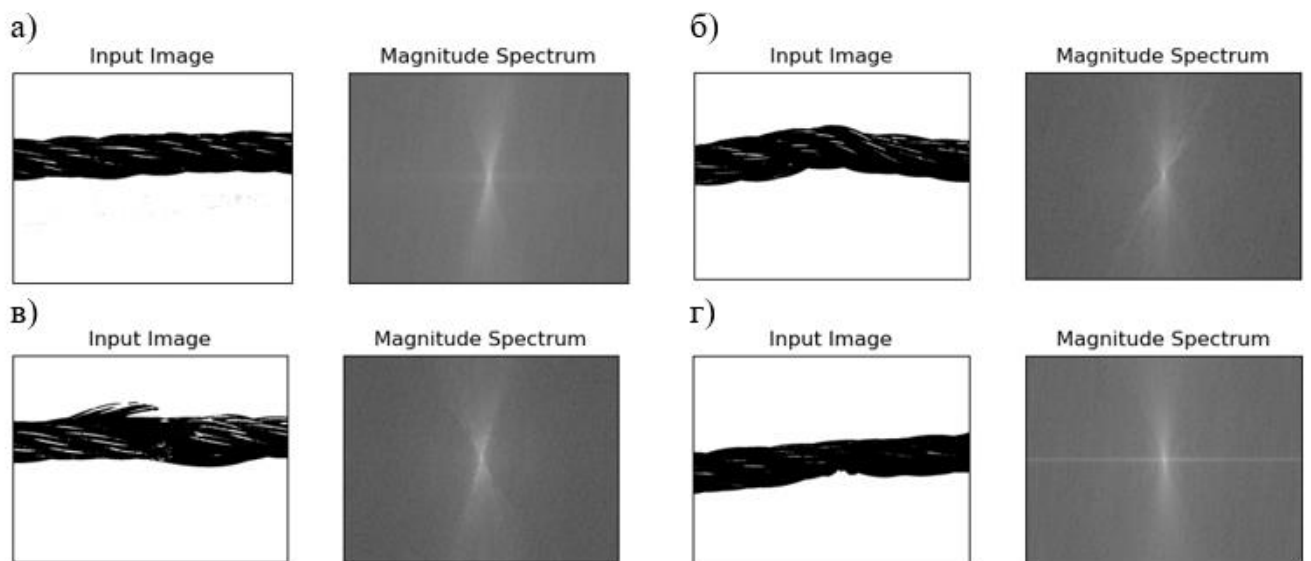 а)
Input Image
Magnitude Spectrum
б)
Input Image
Magnitude Spectrum
в)
Input Image
Magnitude Spectrum
г)
Input Image
Magnitude Spectrum